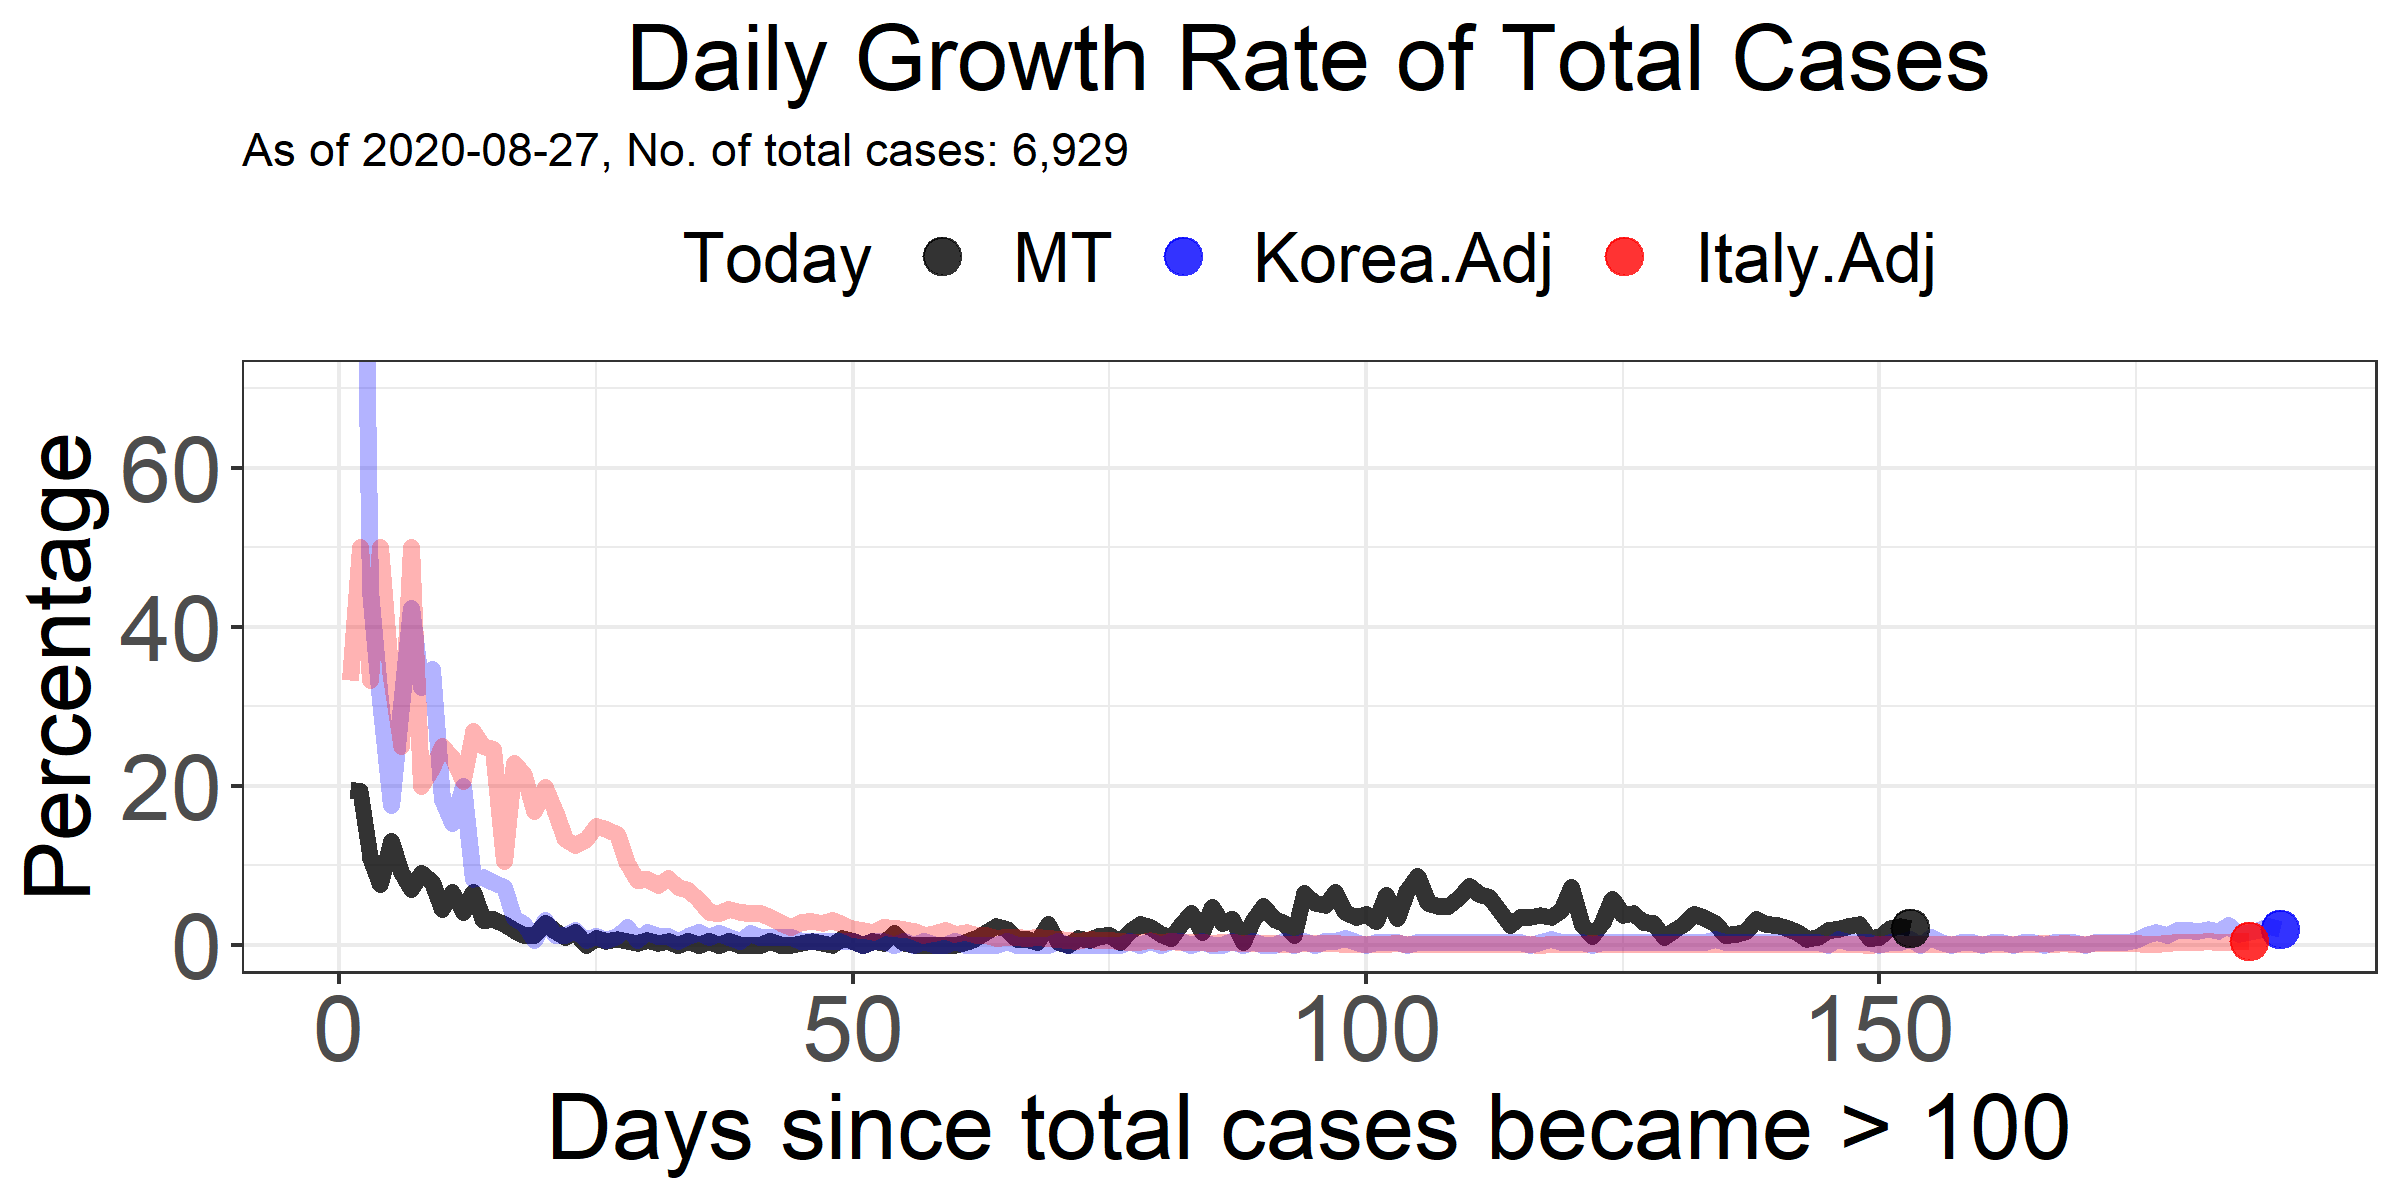 Daily Growth Rate of Total Cases
As of 2020-08-27, No. of total cases: 6,929
Today MT Korea.Adj Italy.Adj
Percentage
60
40
20
0
0 50 100 150
Days since total cases became > 100